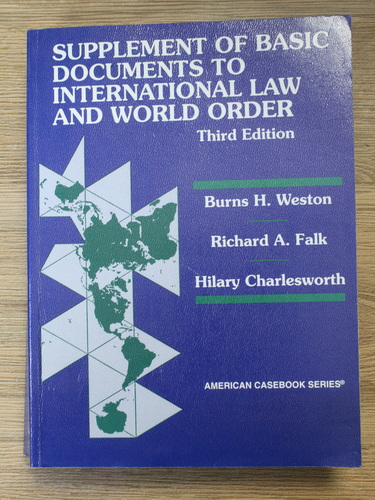 SUPPLEMENT OF BASIC
DOCUMENTS TO
INTERNATIONAL LAW
AND WORLD ORDER
Third Edition
Burns H. Weston
Richard A. Falk
Hilary Charlesworth
AMERICAN CASEBOOK SERIES®